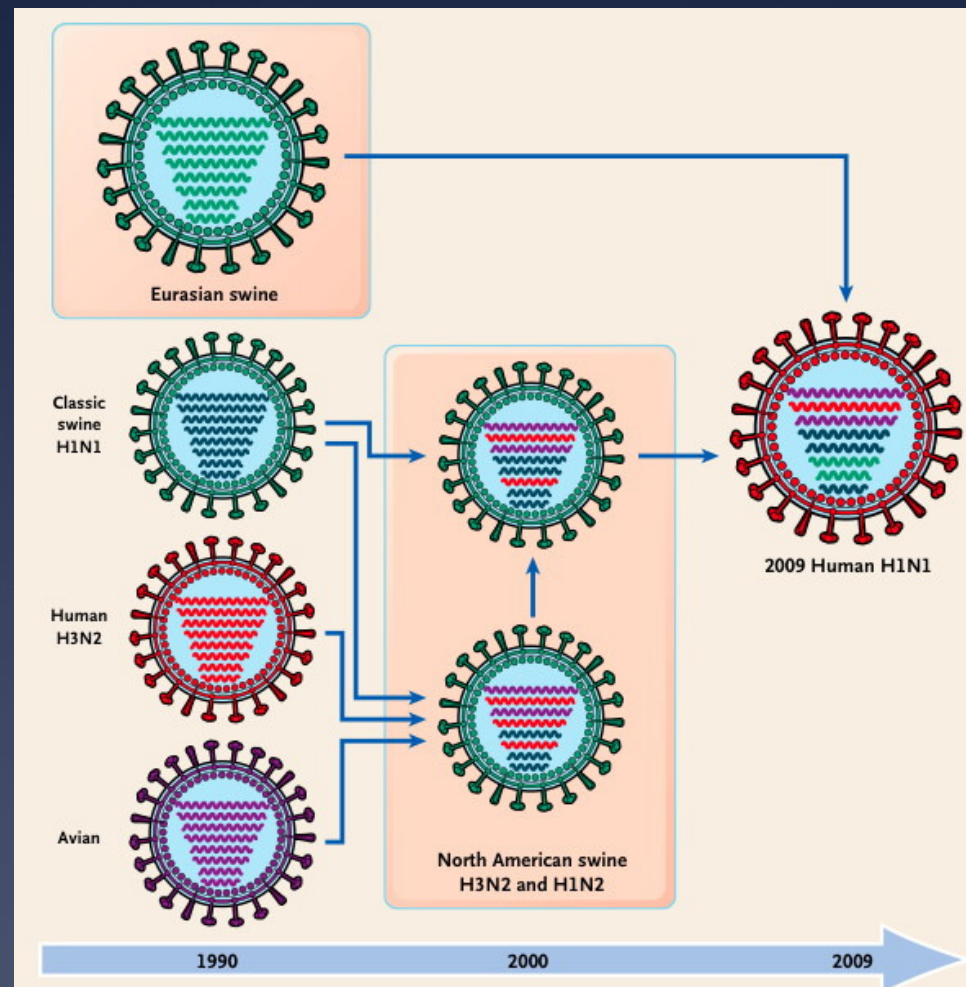 Eurasian swine
Classic
swine
H1N1
Human
H3N2
2009 Human H1N1
Avian
North American swine
H3N2 and H1N2
1990
2000
2009